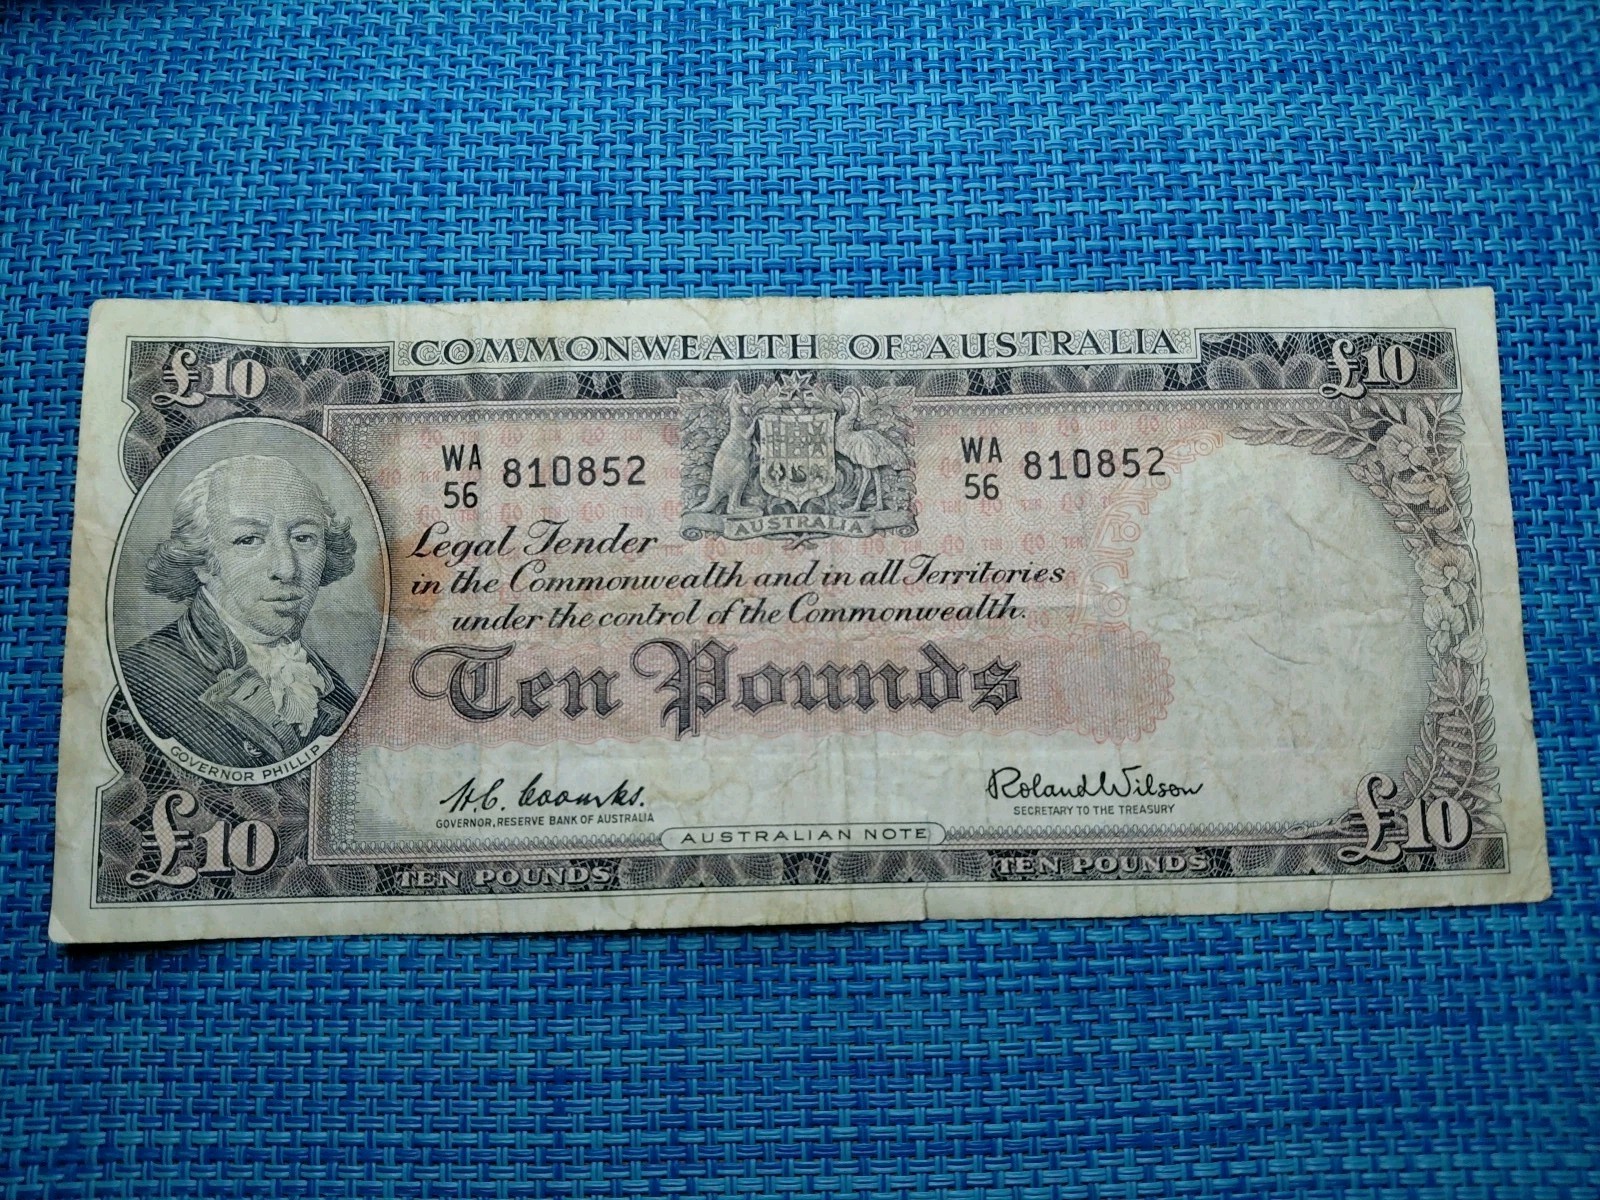 COMMONWEALTH OF AUSTRALIA
£10
£10
WA 56 810852
WA 56 810852
AUSTRALIA
Legal Tender
in the Commonwealth and in all Territories
under the control of the Commonwealth.
Ten Pounds
GOVERNOR PHILLIP
H.C. Coombs.
GOVERNOR, RESERVE BANK OF AUSTRALIA
Roland Wilson
SECRETARY TO THE TREASURY
AUSTRALIAN NOTE
£10
£10
TEN POUNDS
TEN POUNDS